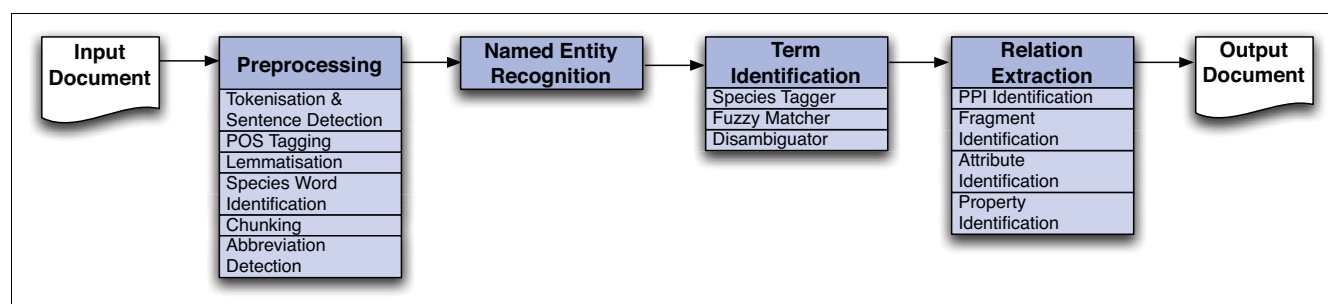 Input
Document
Preprocessing
Tokenisation &
Sentence Detection
POS Tagging
Lemmatisation
Species Word
Identification
Chunking
Abbreviation
Detection
Named Entity
Recognition
Term
Identification
Species Tagger
Fuzzy Matcher
Disambiguator
Relation
Extraction
PPI Identification
Fragment
Identification
Attribute
Identification
Property
Identification
Output
Document